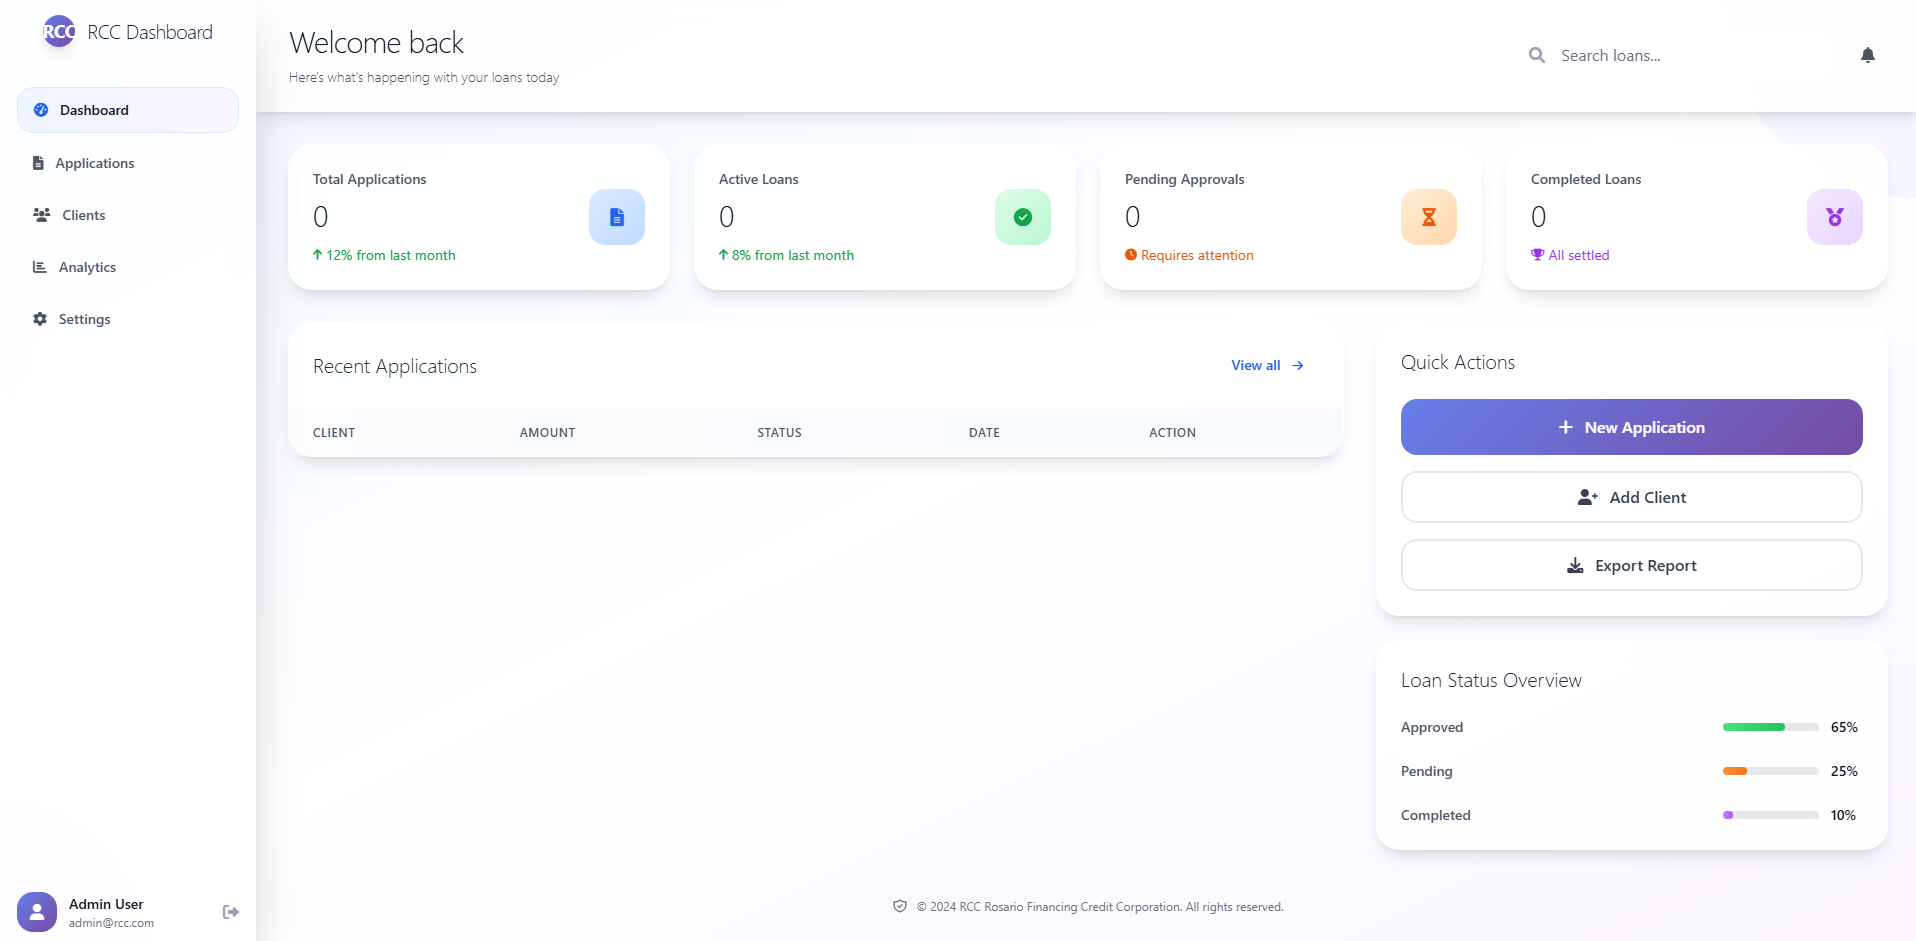 RCC
RCC Dashboard
Dashboard
Applications
Clients
Analytics
Settings
Admin User
admin@rcc.com
Welcome back
Here's what's happening with your loans today
Search loans...
Total Applications
0
12% from last month
Active Loans
0
8% from last month
Pending Approvals
0
Requires attention
Completed Loans
0
All settled
Recent Applications
View all
CLIENT AMOUNT STATUS DATE ACTION
Quick Actions
New Application
Add Client
Export Report
Loan Status Overview
Approved 65%
Pending 25%
Completed 10%
© 2024 RCC Rosario Financing Credit Corporation. All rights reserved.